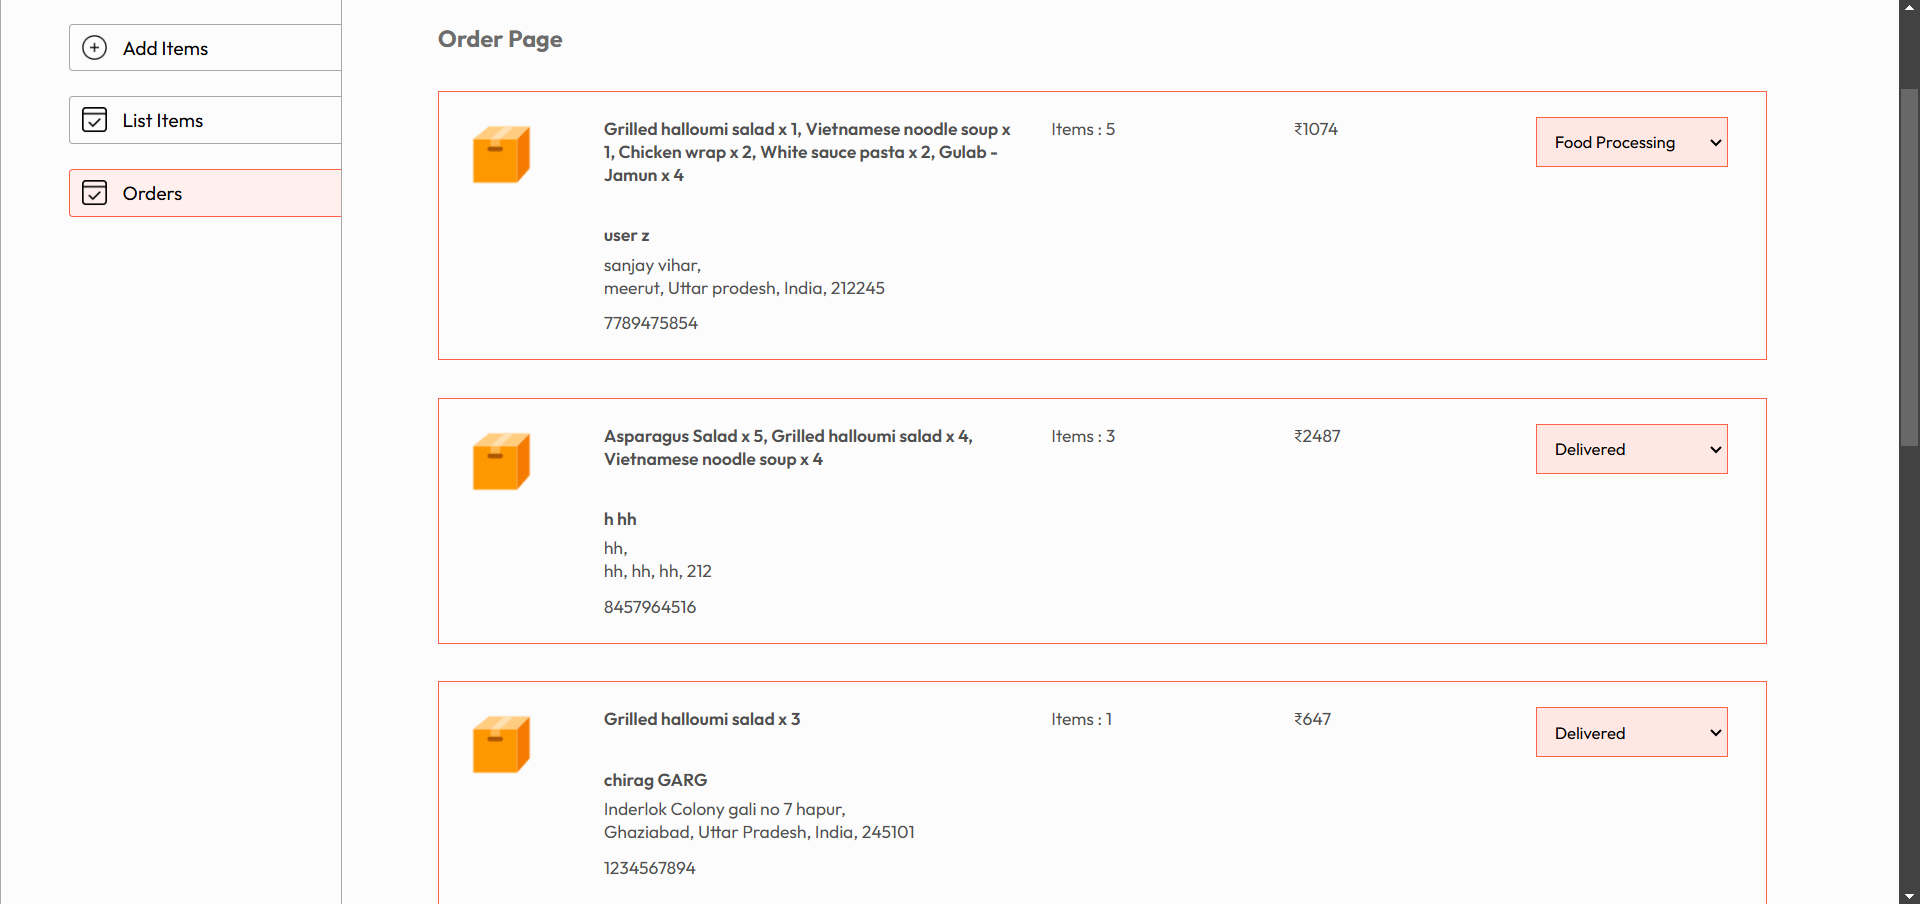 Add Items
List Items
Orders
Order Page
Grilled halloumi salad x 1, Vietnamese noodle soup x
1, Chicken wrap x 2, White sauce pasta x 2, Gulab -
Jamun x 4
Items : 5
₹1074
Food Processing
user z
sanjay vihar,
meerut, Uttar prodesh, India, 212245
7789475854
Asparagus Salad x 5, Grilled halloumi salad x 4,
Vietnamese noodle soup x 4
Items : 3
₹2487
Delivered
h hh
hh,
hh, hh, hh, 212
8457964516
Grilled halloumi salad x 3
Items : 1
₹647
Delivered
chirag GARG
Inderlok Colony gali no 7 hapur,
Ghaziabad, Uttar Pradesh, India, 245101
1234567894